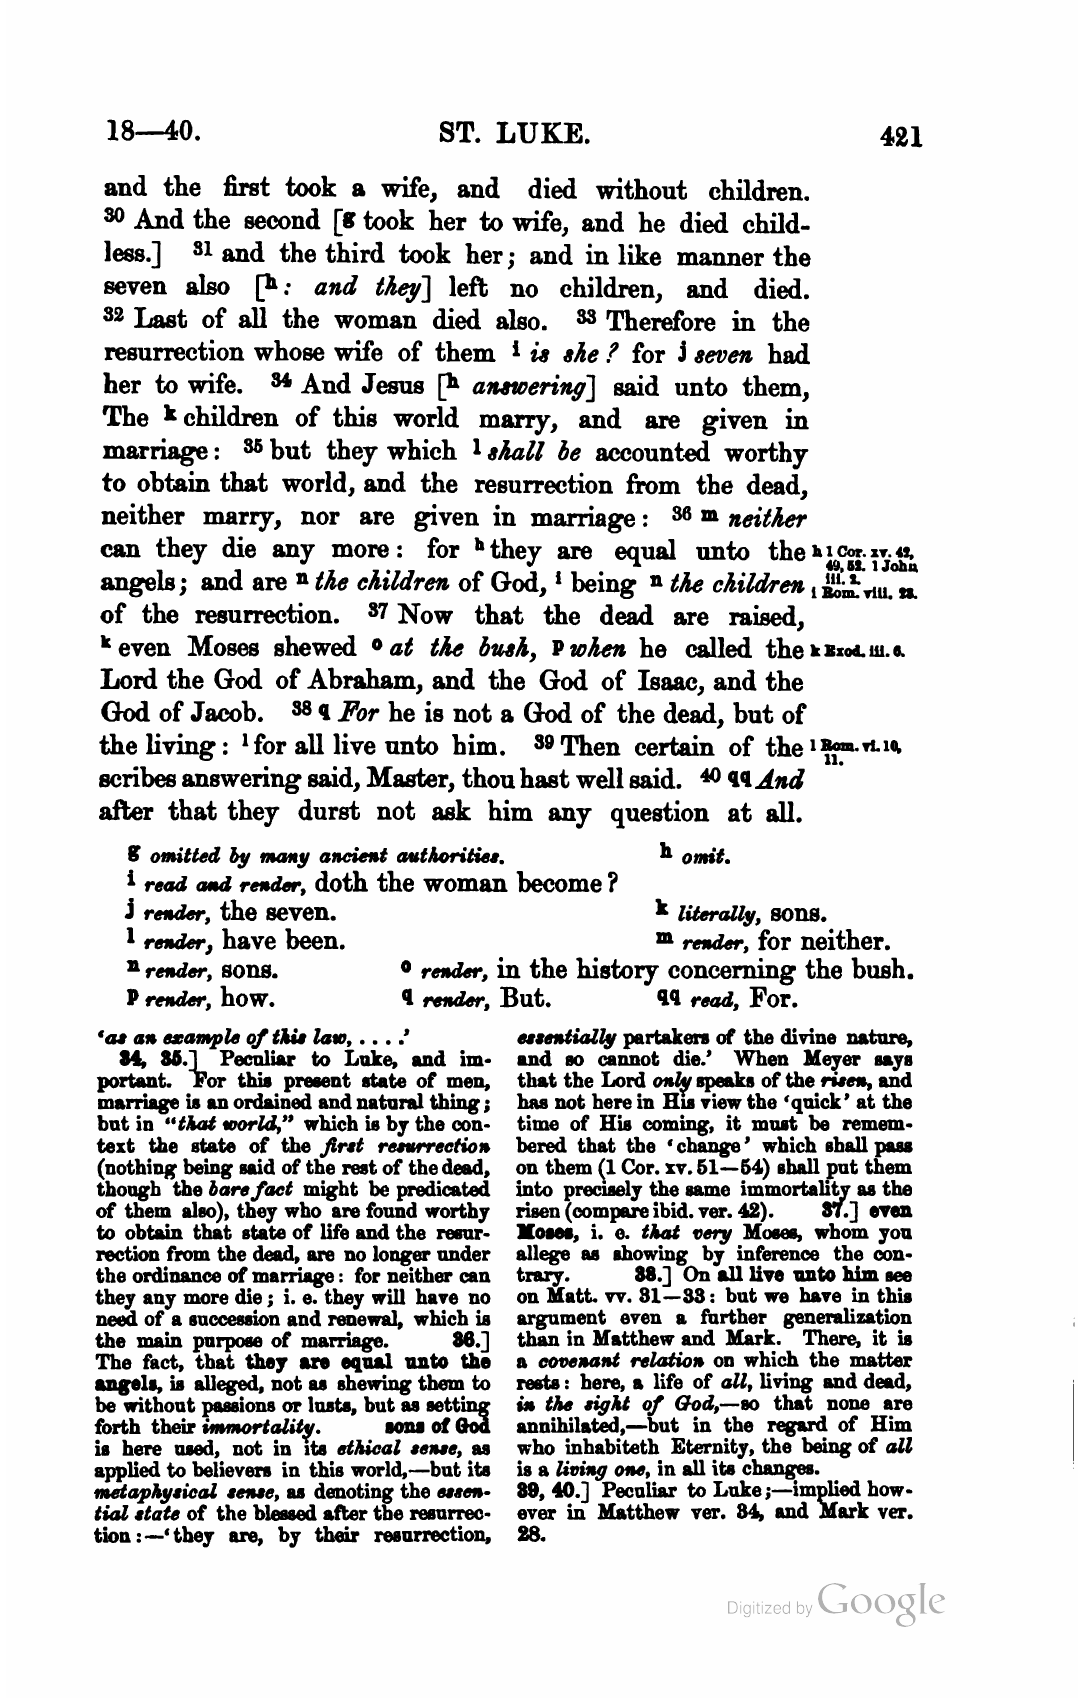 18—40. ST. LUKE. 421
and the first took a wife, and died without children.
30 And the second [g took her to wife, and he died child-
less.] 31 and the third took her; and in like manner the
seven also [h: and they] left no children, and died.
32 Last of all the woman died also. 33 Therefore in the
resurrection whose wife of them i is she? for j seven had
her to wife. 34 And Jesus [h answering] said unto them,
The k children of this world marry, and are given in
marriage: 35 but they which l shall be accounted worthy
to obtain that world, and the resurrection from the dead,
neither marry, nor are given in marriage: 36 m neither
can they die any more: for h they are equal unto the
angels; and are n the children of God, i being n the children
of the resurrection. 37 Now that the dead are raised,
k even Moses shewed o at the bush, p when he called the
Lord the God of Abraham, and the God of Isaac, and the
God of Jacob. 38 q For he is not a God of the dead, but of
the living: l for all live unto him. 39 Then certain of the
scribes answering said, Master, thou hast well said. 40 qq And
after that they durst not ask him any question at all.
h 1 Cor. xv. 42,
49, 52. 1 John
iii. 2.
i Rom. viii. 23.
k Exod. iii. 6.
l Rom. vi. 10,
11.
g omitted by many ancient authorities. h omit.
i read and render, doth the woman become?
j render, the seven. k literally, sons.
l render, have been. m render, for neither.
n render, sons. o render, in the history concerning the bush.
p render, how. q render, But. qq read, For.
‘as an example of this law, . . . .’
34, 35.] Peculiar to Luke, and im-
portant. For this present state of men,
marriage is an ordained and natural thing;
but in “that world,” which is by the con-
text the state of the first resurrection
(nothing being said of the rest of the dead,
though the bare fact might be predicated
of them also), they who are found worthy
to obtain that state of life and the resur-
rection from the dead, are no longer under
the ordinance of marriage: for neither can
they any more die; i. e. they will have no
need of a succession and renewal, which is
the main purpose of marriage. 36.]
The fact, that they are equal unto the
angels, is alleged, not as shewing them to
be without passions or lusts, but as setting
forth their immortality. sons of God
is here used, not in its ethical sense, as
applied to believers in this world,—but its
metaphysical sense, as denoting the essen-
tial state of the blessed after the resurrec-
tion:—‘they are, by their resurrection,
essentially partakers of the divine nature,
and so cannot die.’ When Meyer says
that the Lord only speaks of the risen, and
has not here in His view the ‘quick’ at the
time of His coming, it must be remem-
bered that the ‘change’ which shall pass
on them (1 Cor. xv. 51—54) shall put them
into precisely the same immortality as the
risen (compare ibid. ver. 42). 37.] even
Moses, i. e. that very Moses, whom you
allege as showing by inference the con-
trary. 38.] On all live unto him see
on Matt. vv. 31—33: but we have in this
argument even a further generalization
than in Matthew and Mark. There, it is
a covenant relation on which the matter
rests: here, a life of all, living and dead,
in the sight of God,—so that none are
annihilated,—but in the regard of Him
who inhabiteth Eternity, the being of all
is a living one, in all its changes.
39, 40.] Peculiar to Luke;—implied how-
ever in Matthew ver. 34, and Mark ver.
28.
Digitized by Google